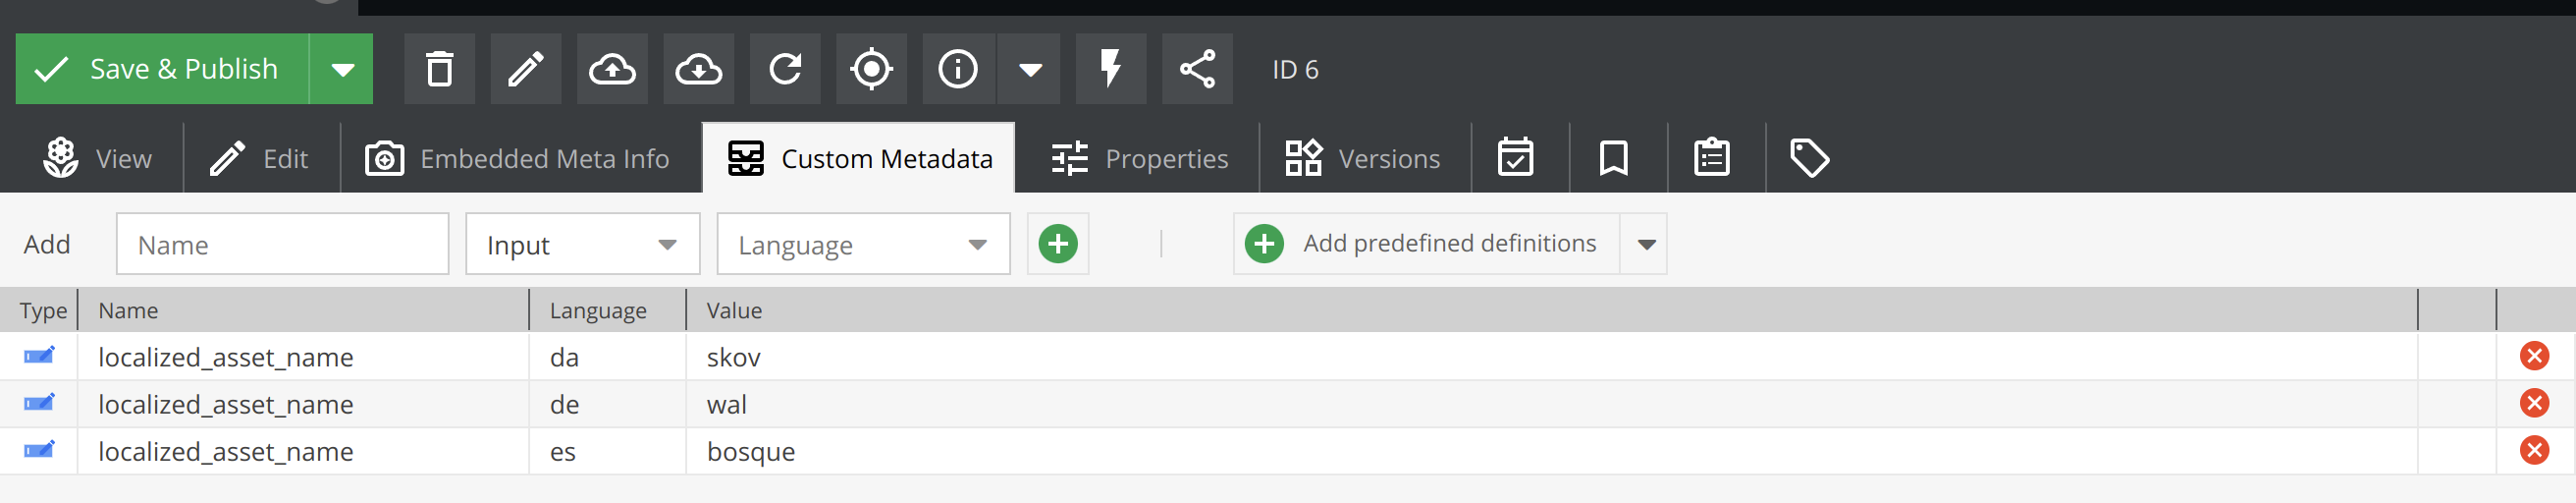 Save & Publish ID 6
View Edit Embedded Meta Info Custom Metadata Properties Versions
Add Name Input Language Add predefined definitions
Type Name Language Value
localized_asset_name da skov
localized_asset_name de wal
localized_asset_name es bosque